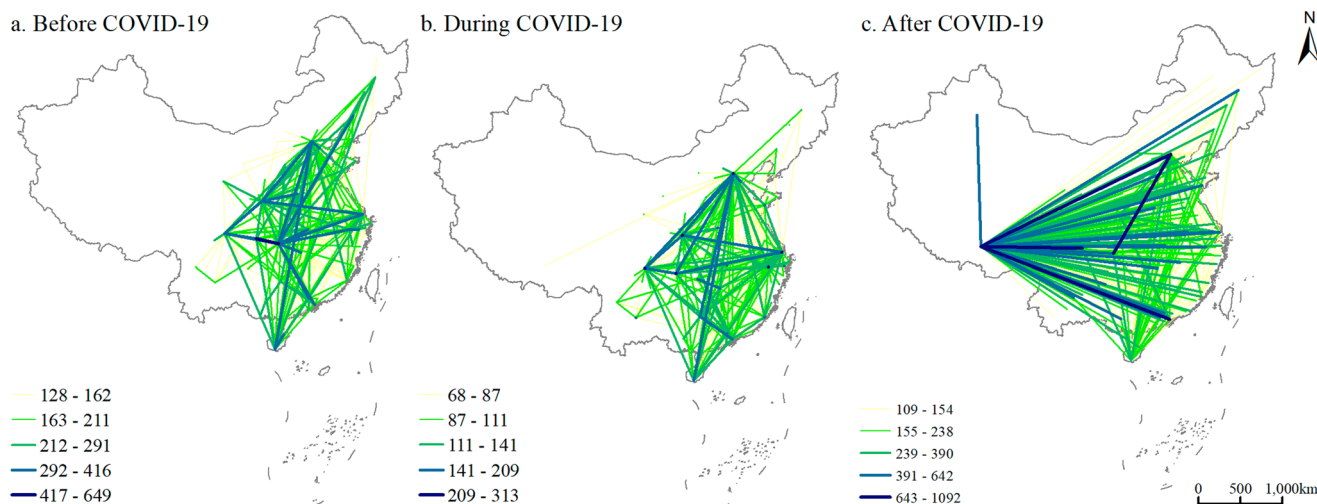 a. Before COVID-19
b. During COVID-19
c. After COVID-19
N
128 - 162
163 - 211
212 - 291
292 - 416
417 - 649
68 - 87
87 - 111
111 - 141
141 - 209
209 - 313
109 - 154
155 - 238
239 - 390
391 - 642
643 - 1092
0 500 1,000km